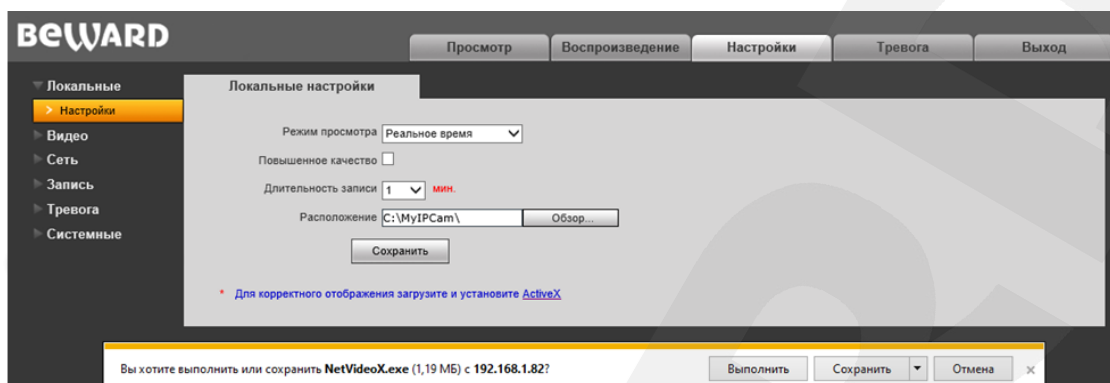 BEWARD
Просмотр Воспроизведение Настройки Тревога Выход
Локальные
Локальные настройки
> Настройки
Видео
Сеть
Запись
Тревога
Системные
Режим просмотра Реальное время
Повышенное качество
Длительность записи 1 мин.
Расположение C:\MyIPCam\ Обзор...
Сохранить
* Для корректного отображения загрузите и установите ActiveX
Вы хотите выполнить или сохранить NetVideoX.exe (1,19 МБ) с 192.168.1.82? Выполнить Сохранить Отмена ×